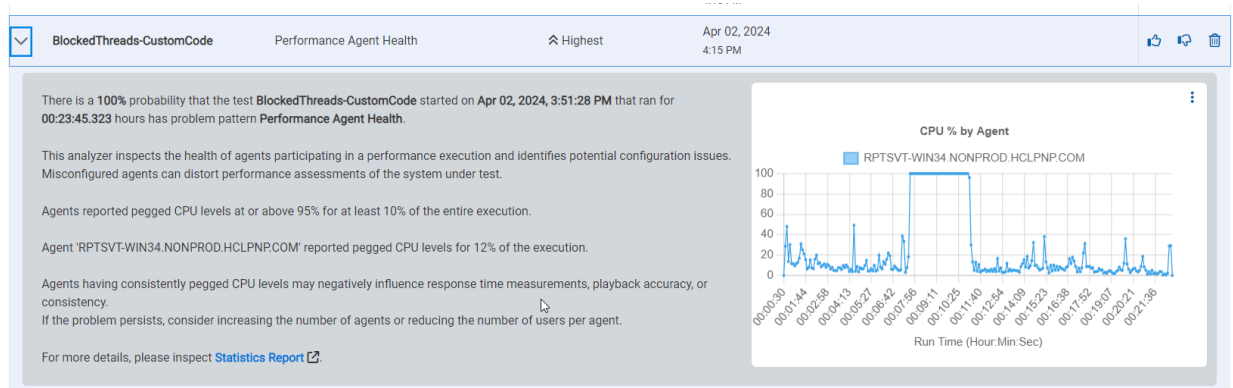 BlockedThreads-CustomCode Performance Agent Health Highest Apr 02, 2024
4:15 PM
There is a 100% probability that the test BlockedThreads-CustomCode started on Apr 02, 2024, 3:51:28 PM that ran for
00:23:45.323 hours has problem pattern Performance Agent Health.
This analyzer inspects the health of agents participating in a performance execution and identifies potential configuration issues.
Misconfigured agents can distort performance assessments of the system under test.
Agents reported pegged CPU levels at or above 95% for at least 10% of the entire execution.
Agent 'RPTSVT-WIN34.NONPROD.HCLPNP.COM' reported pegged CPU levels for 12% of the execution.
Agents having consistently pegged CPU levels may negatively influence response time measurements, playback accuracy, or
consistency.
If the problem persists, consider increasing the number of agents or reducing the number of users per agent.
For more details, please inspect Statistics Report.
CPU % by Agent
RPTSVT-WIN34.NONPROD.HCLPNP.COM
100
80
60
40
20
0
00:00:30 00:01:44 00:02:58 00:04:13 00:05:27 00:06:42 00:07:56 00:09:11 00:10:25 00:11:40 00:12:54 00:14:09 00:15:23 00:16:38 00:17:52 00:19:07 00:20:21 00:21:36
Run Time (Hour:Min:Sec)